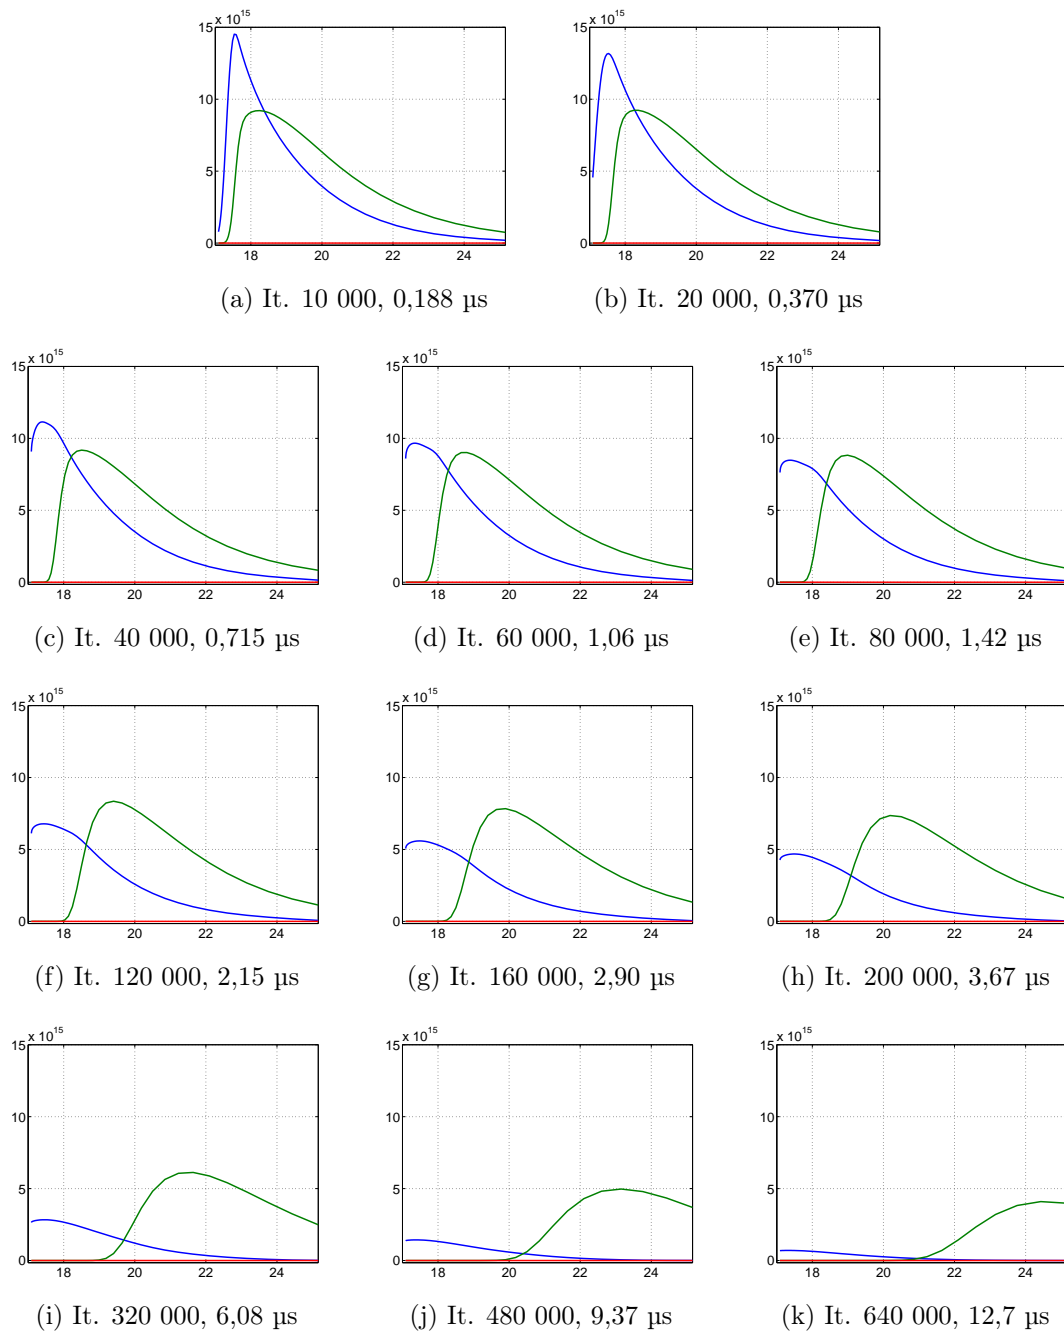 x 10^15
15
10
5
0
18 20 22 24
(a) It. 10 000, 0,188 µs
x 10^15
15
10
5
0
18 20 22 24
(b) It. 20 000, 0,370 µs
x 10^15
15
10
5
0
18 20 22 24
(c) It. 40 000, 0,715 µs
x 10^15
15
10
5
0
18 20 22 24
(d) It. 60 000, 1,06 µs
x 10^15
15
10
5
0
18 20 22 24
(e) It. 80 000, 1,42 µs
x 10^15
15
10
5
0
18 20 22 24
(f) It. 120 000, 2,15 µs
x 10^15
15
10
5
0
18 20 22 24
(g) It. 160 000, 2,90 µs
x 10^15
15
10
5
0
18 20 22 24
(h) It. 200 000, 3,67 µs
x 10^15
15
10
5
0
18 20 22 24
(i) It. 320 000, 6,08 µs
x 10^15
15
10
5
0
18 20 22 24
(j) It. 480 000, 9,37 µs
x 10^15
15
10
5
0
18 20 22 24
(k) It. 640 000, 12,7 µs